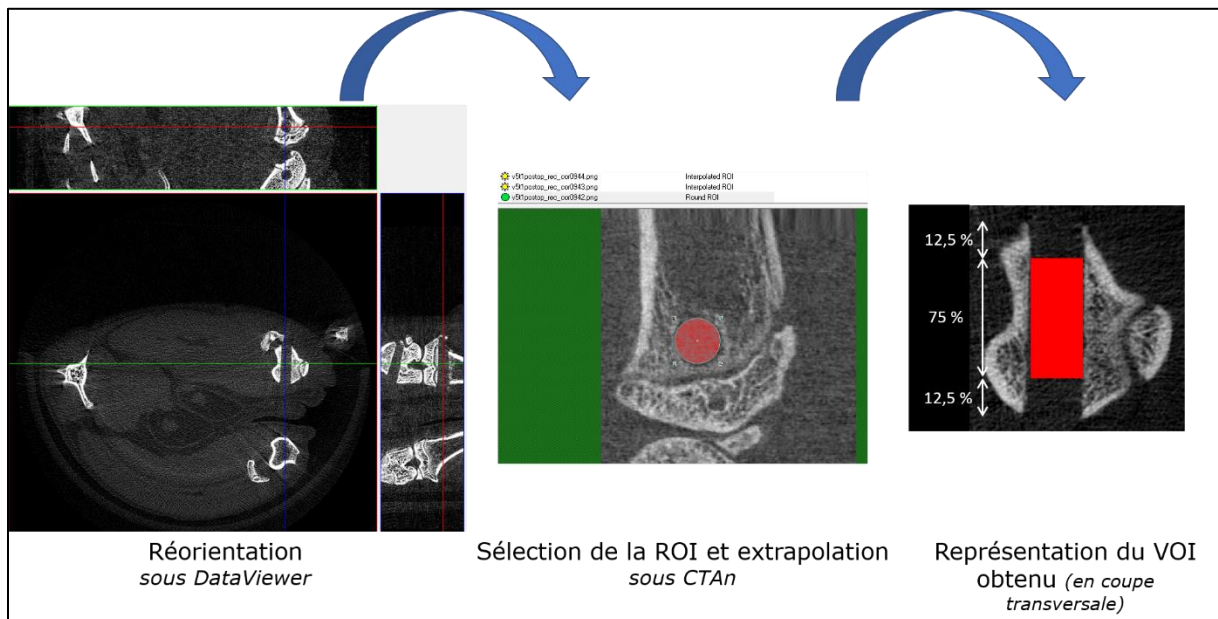 v5t1postop_rec_cor0944.png Interpolated ROI
v5t1postop_rec_cor0943.png Interpolated ROI
v5t1postop_rec_cor0942.png Round ROI
12,5 %
75 %
12,5 %
Réorientation
sous DataViewer
Sélection de la ROI et extrapolation
sous CTAn
Représentation du VOI
obtenu (en coupe
transversale)